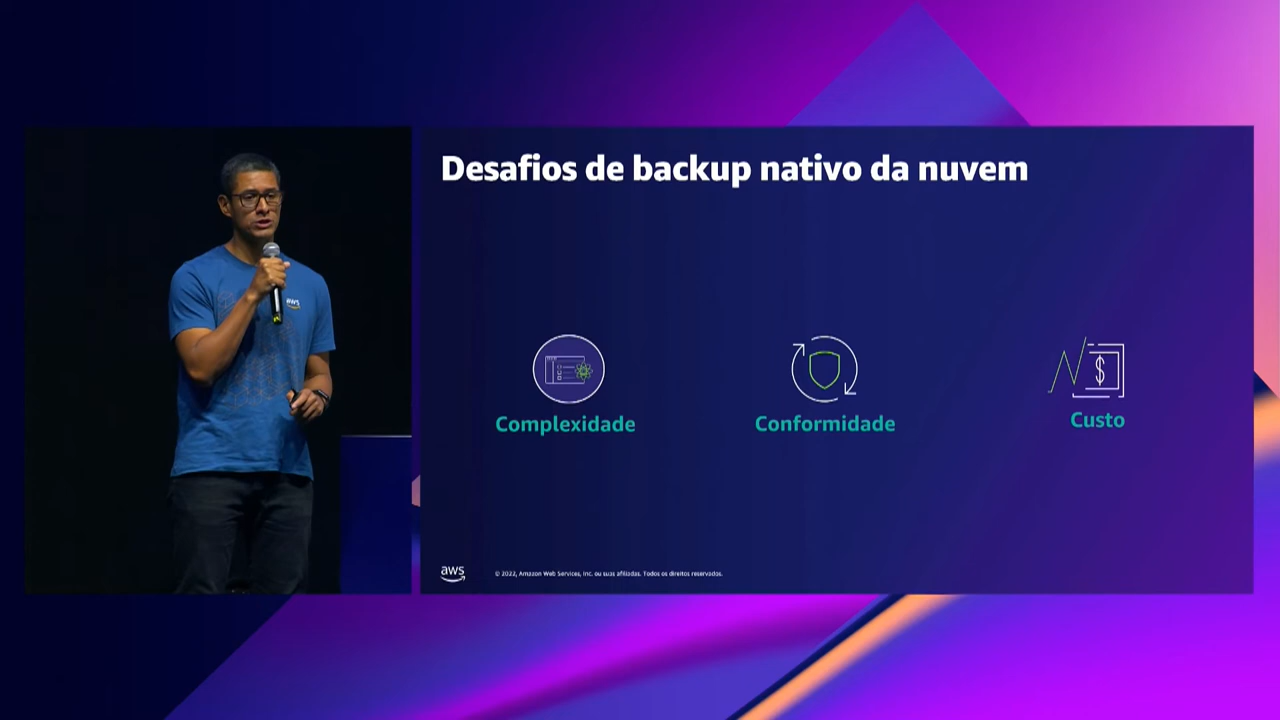 Desafios de backup nativo da nuvem
aws
Complexidade
Conformidade
Custo
aws
© 2022, Amazon Web Services, Inc. ou suas afiliadas. Todos os direitos reservados.